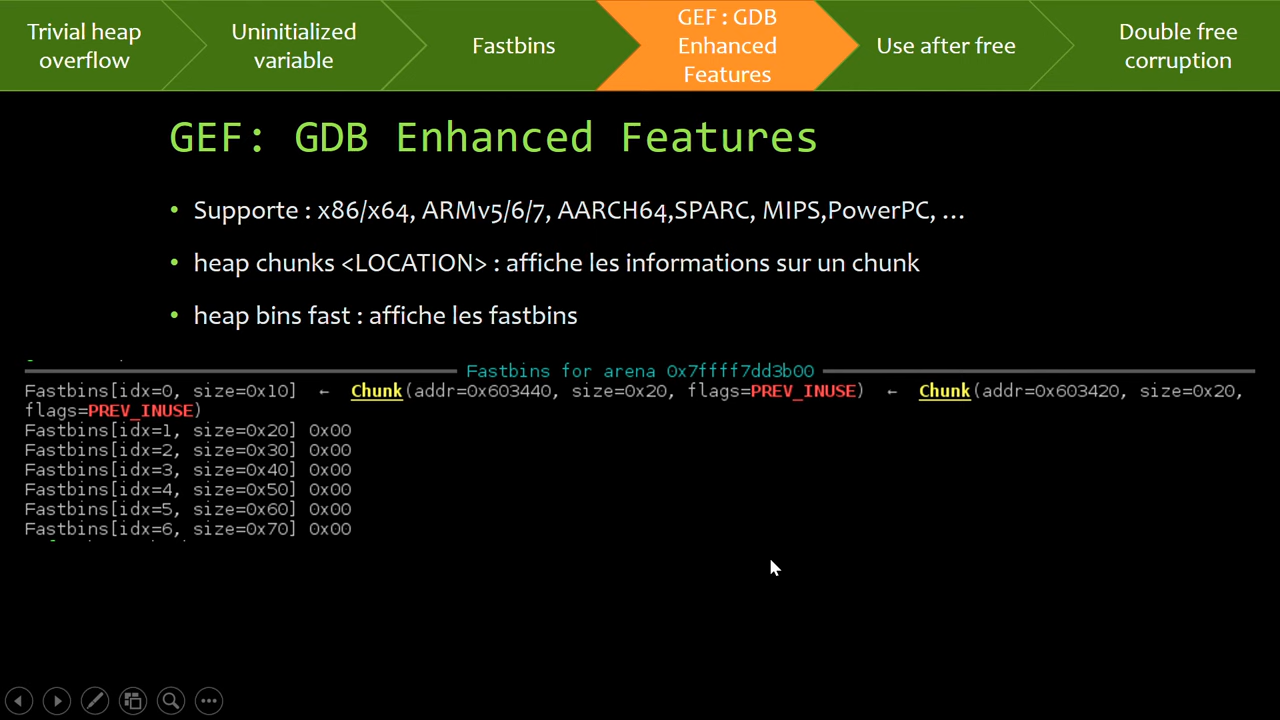 Trivial heap
overflow
Uninitialized
variable
Fastbins
GEF : GDB
Enhanced
Features
Use after free
Double free
corruption
GEF: GDB Enhanced Features
• Supporte : x86/x64, ARMv5/6/7, AARCH64,SPARC, MIPS,PowerPC, …
• heap chunks <LOCATION> : affiche les informations sur un chunk
• heap bins fast : affiche les fastbins
Fastbins for arena 0x7ffff7dd3b00
Fastbins[idx=0, size=0x10] ← Chunk(addr=0x603440, size=0x20, flags=PREV_INUSE) ← Chunk(addr=0x603420, size=0x20,
flags=PREV_INUSE)
Fastbins[idx=1, size=0x20] 0x00
Fastbins[idx=2, size=0x30] 0x00
Fastbins[idx=3, size=0x40] 0x00
Fastbins[idx=4, size=0x50] 0x00
Fastbins[idx=5, size=0x60] 0x00
Fastbins[idx=6, size=0x70] 0x00